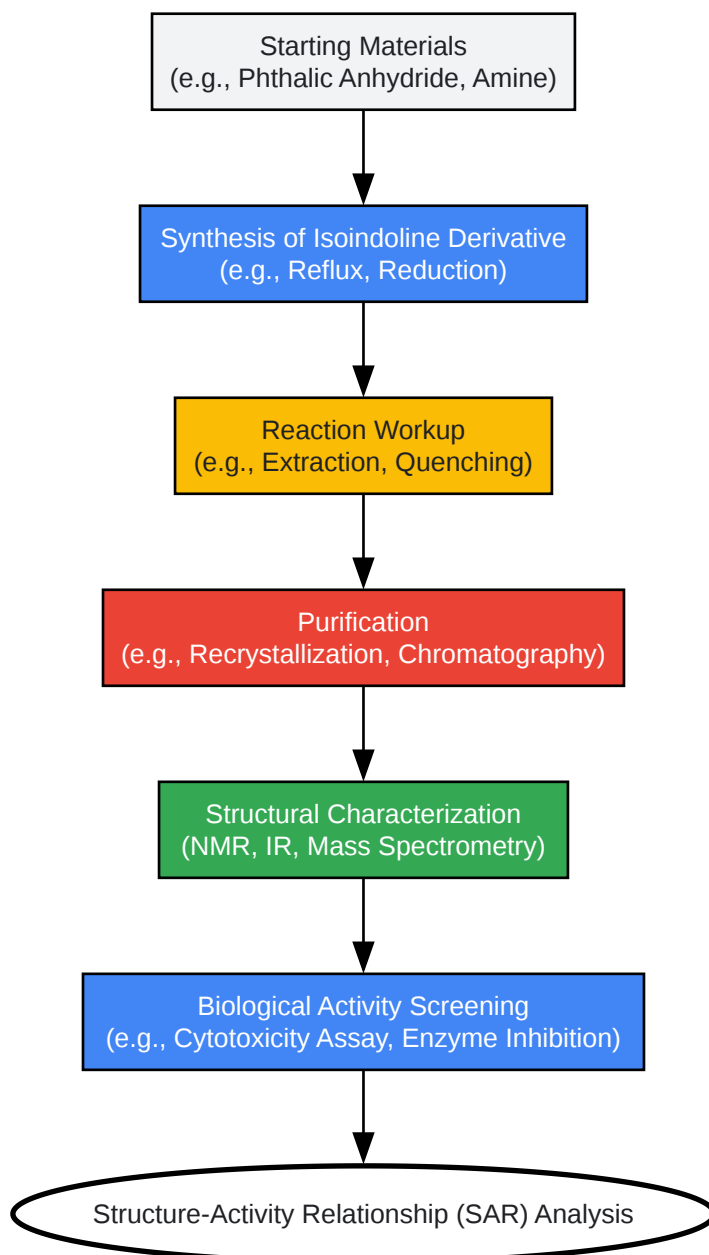 Starting Materials
(e.g., Phthalic Anhydride, Amine)
Synthesis of Isoindoline Derivative
(e.g., Reflux, Reduction)
Reaction Workup
(e.g., Extraction, Quenching)
Purification
(e.g., Recrystallization, Chromatography)
Structural Characterization
(NMR, IR, Mass Spectrometry)
Biological Activity Screening
(e.g., Cytotoxicity Assay, Enzyme Inhibition)
Structure-Activity Relationship (SAR) Analysis